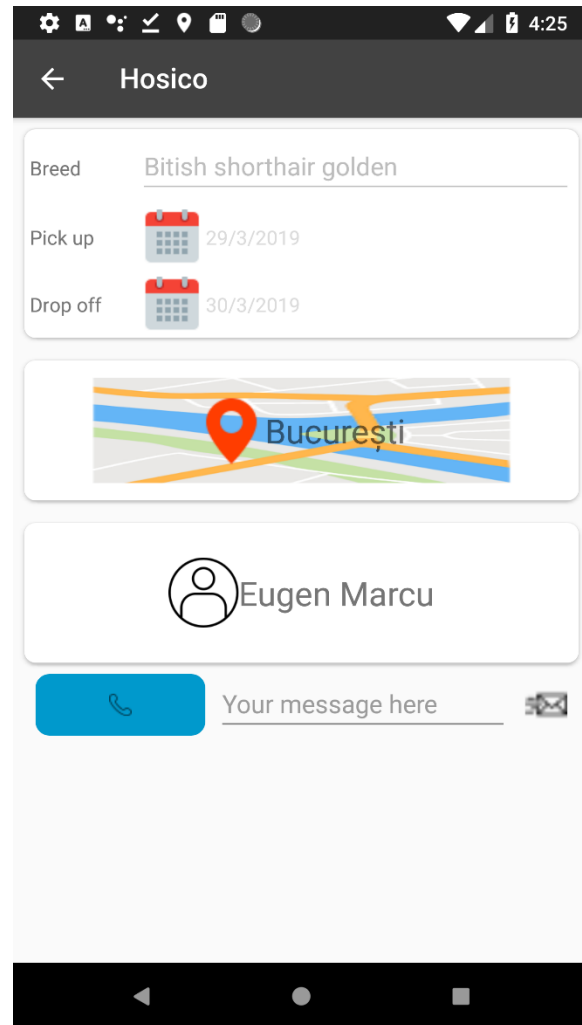 4:25
Hosico
Breed Bitish shorthair golden
Pick up 29/3/2019
Drop off 30/3/2019
București
Eugen Marcu
Your message here